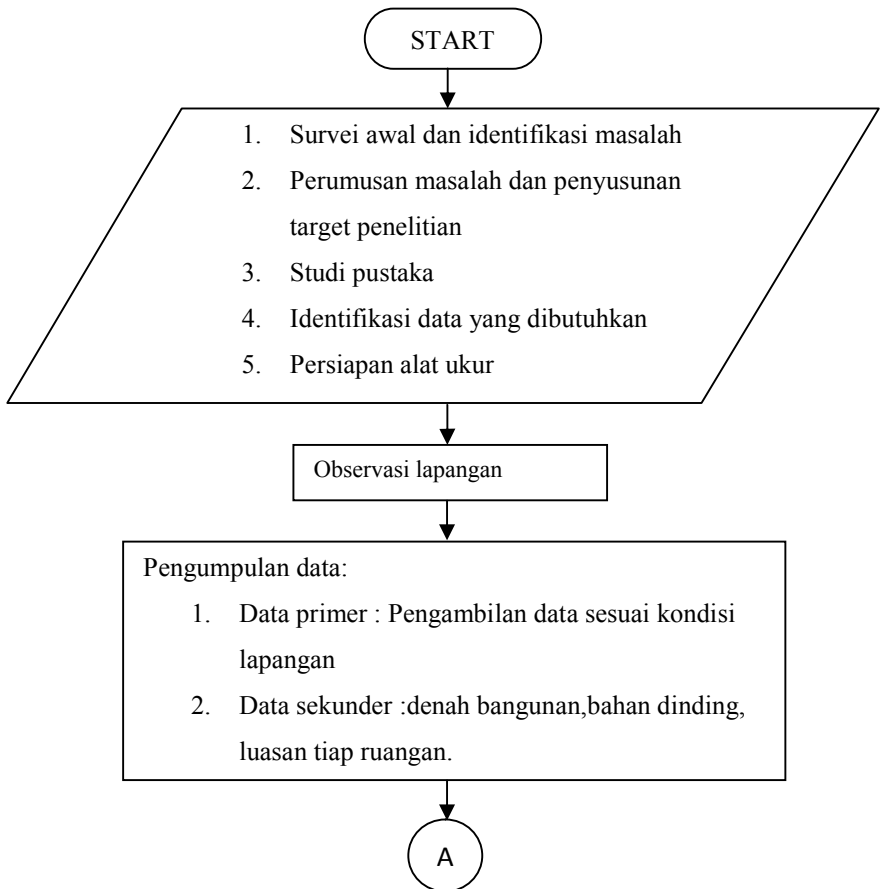 START
1. Survei awal dan identifikasi masalah
2. Perumusan masalah dan penyusunan
target penelitian
3. Studi pustaka
4. Identifikasi data yang dibutuhkan
5. Persiapan alat ukur
Observasi lapangan
Pengumpulan data:
1. Data primer : Pengambilan data sesuai kondisi
lapangan
2. Data sekunder :denah bangunan,bahan dinding,
luasan tiap ruangan.
A